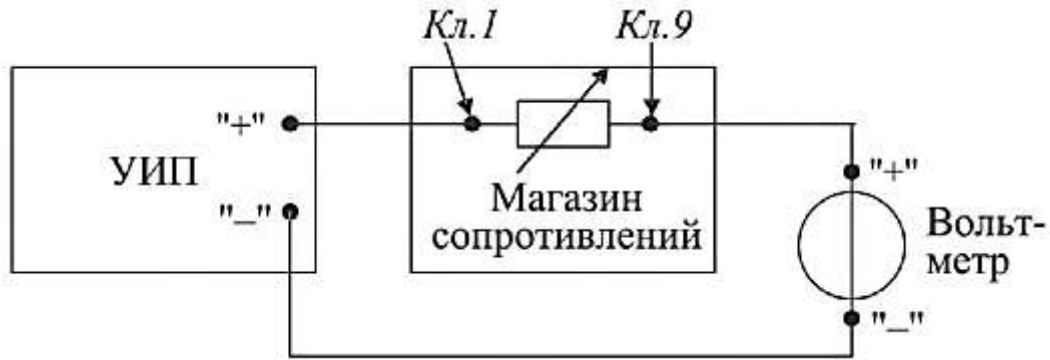 Кл.1
Кл.9
"+"
УИП
"–"
Магазин
сопротивлений
"+"
Вольт-
метр
"–"